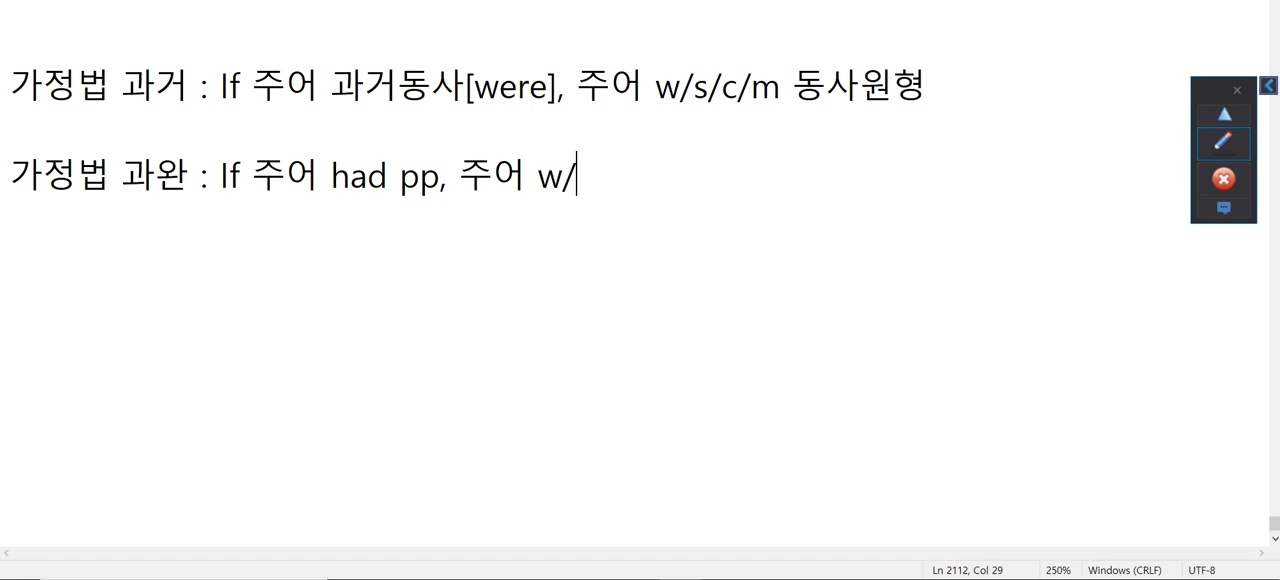 가정법 과거 : If 주어 과거동사[were], 주어 w/s/c/m 동사원형
가정법 과완 : If 주어 had pp, 주어 w/
Ln 2112, Col 29 250% Windows (CRLF) UTF-8